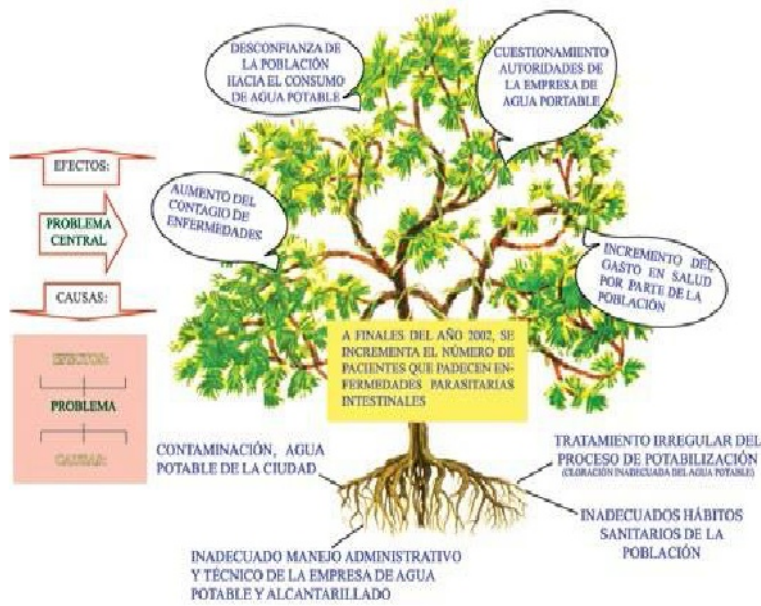 DESCONFIANZA DE
LA POBLACIÓN
HACIA EL CONSUMO
DE AGUA POTABLE
CUESTIONAMIENTO
AUTORIDADES DE
LA EMPRESA DE
AGUA PORTABLE
EFECTOS:
PROBLEMA
CENTRAL
CAUSAS:
AUMENTO DEL
CONTAGIO DE
ENFERMEDADES
INCREMENTO DEL
GASTO EN SALUD
POR PARTE DE LA
POBLACIÓN
A FINALES DEL AÑO 2002, SE
INCREMENTA EL NÚMERO DE
PACIENTES QUE PADECEN EN-
FERMEDADES PARASITARIAS
INTESTINALES
EFECTOS:
PROBLEMA
CAUSAR:
CONTAMINACIÓN, AGUA
POTABLE DE LA CIUDAD
TRATAMIENTO IRREGULAR DEL
PROCESO DE POTABILIZACIÓN
(CLORACIÓN INADECUADA DEL AGUA POTABLE)
INADECUADOS HÁBITOS
SANITARIOS DE LA
POBLACIÓN
INADECUADO MANEJO ADMINISTRATIVO
Y TÉCNICO DE LA EMPRESA DE AGUA
POTABLE Y ALCANTARILLADO